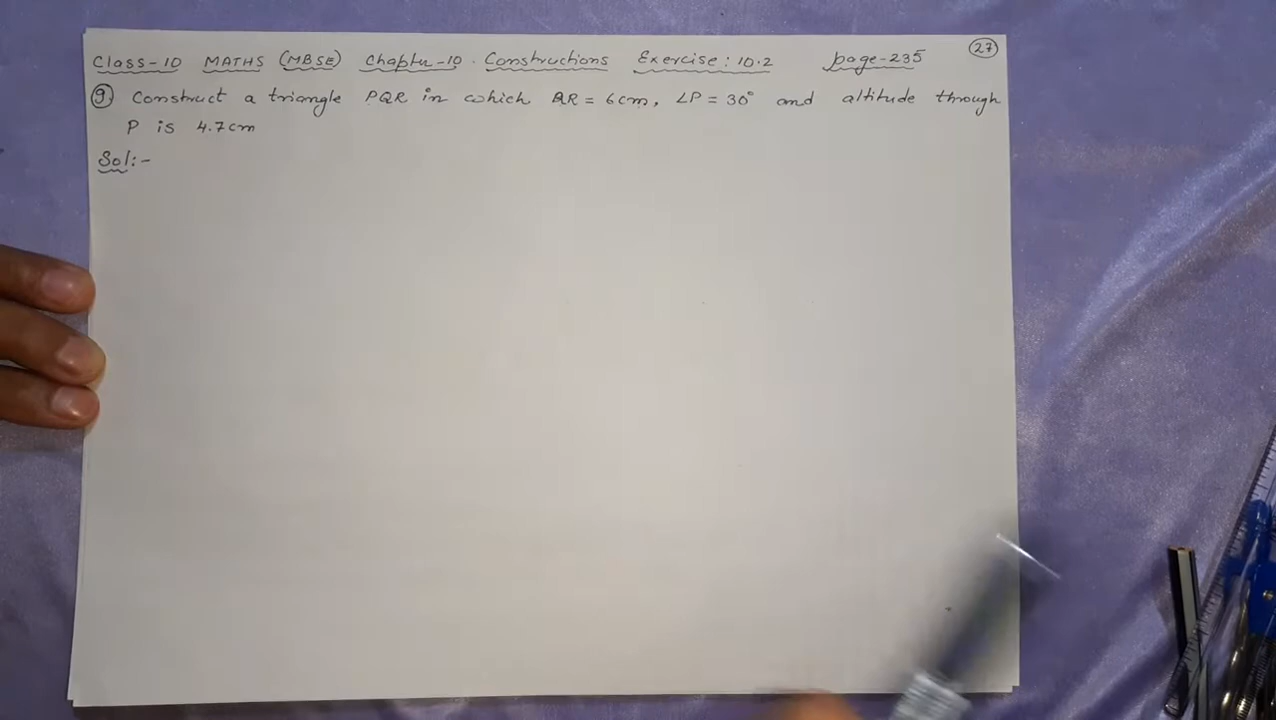 Class-10 MATHS (MBSE) Chapter-10. Constructions Exercise: 10.2 page-235 27
9. Construct a triangle PQR in which QR = 6cm, ∠P = 30° and altitude through
P is 4.7cm
Sol:-